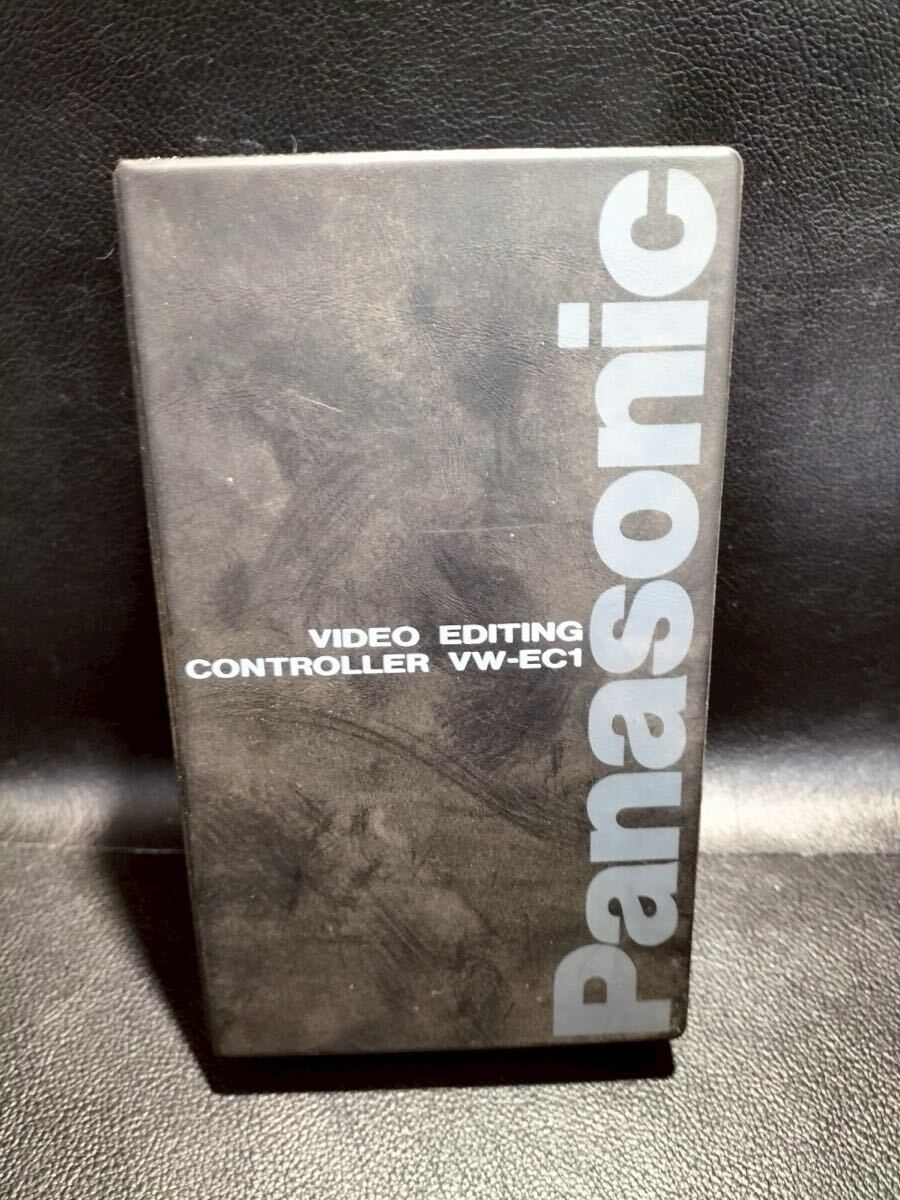 VIDEO EDITING
CONTROLLER VW-EC1
Panasonic